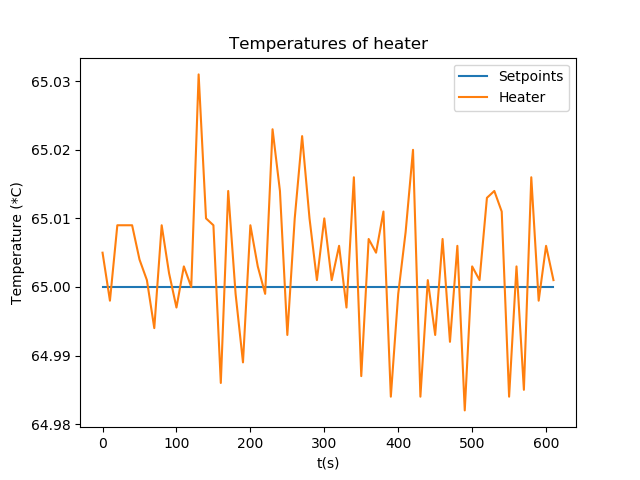 Temperatures of heater
Setpoints
Heater
65.03
65.02
65.01
65.00
64.99
64.98
Temperature (*C)
0 100 200 300 400 500 600
t(s)